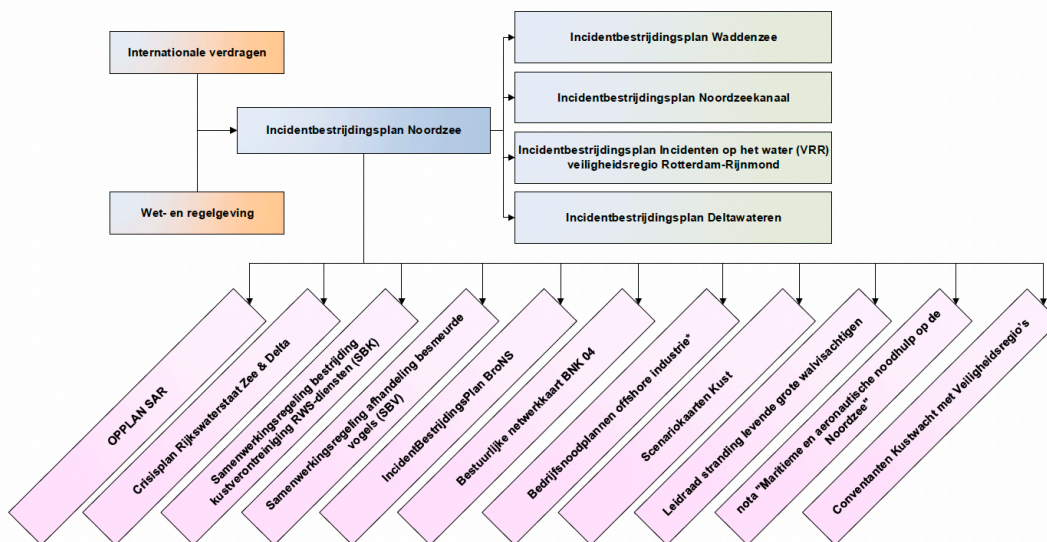 Internationale verdragen
Wet- en regelgeving
Incidentbestrijdingsplan Noordzee
Incidentbestrijdingsplan Waddenzee
Incidentbestrijdingsplan Noordzeekanaal
Incidentbestrijdingsplan Incidenten op het water (VRR)
veiligheidsregio Rotterdam-Rijnmond
Incidentbestrijdingsplan Deltawateren
OPPLAN SAR
Crisisplan Rijkswaterstaat Zee & Delta
Samenwerkingsregeling bestrijding
kustverontreiniging RWS-diensten (SBK)
Samenwerkingsregeling afhandeling besmeurde
vogels (SBV)
IncidentBestrijdingsPlan BroNS
Bestuurlijke netwerkkaart BNK 04
Bedrijfsnoodplannen offshore industrie*
Scenariokaarten Kust
Leidraad stranding levende grote walvisachtigen
nota "Maritieme en aeronautische noodhulp op de
Noordzee"
Conventanten Kustwacht met Veiligheidsregio's